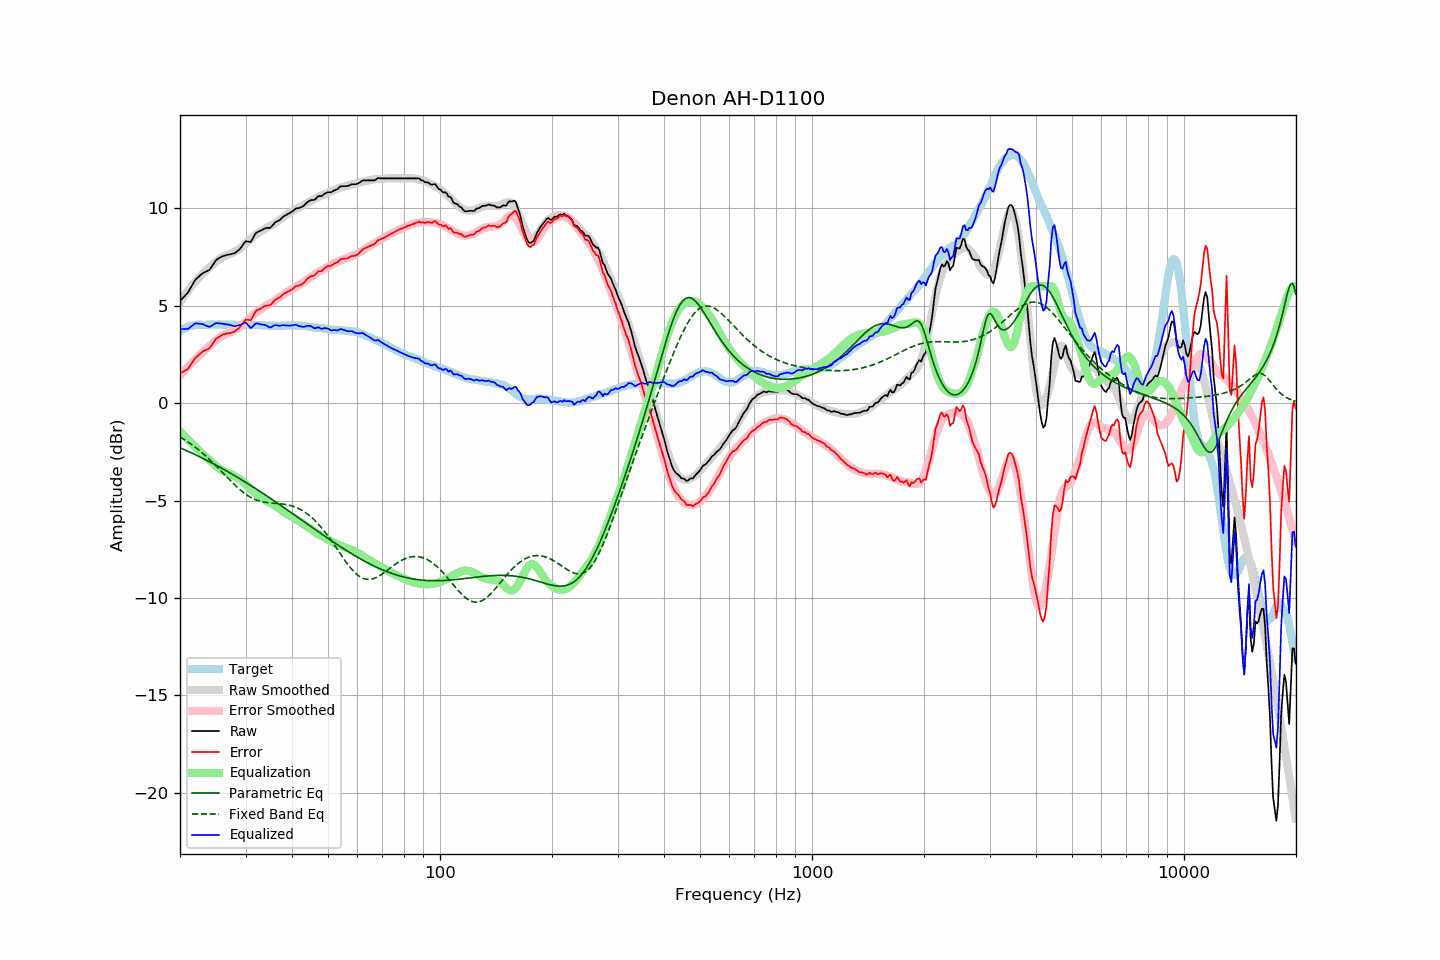 Denon AH-D1100
Amplitude (dBr)
10
5
0
−5
−10
−15
−20
Target
Raw Smoothed
Error Smoothed
Raw
Error
Equalization
Parametric Eq
Fixed Band Eq
Equalized
100
1000
10000
Frequency (Hz)